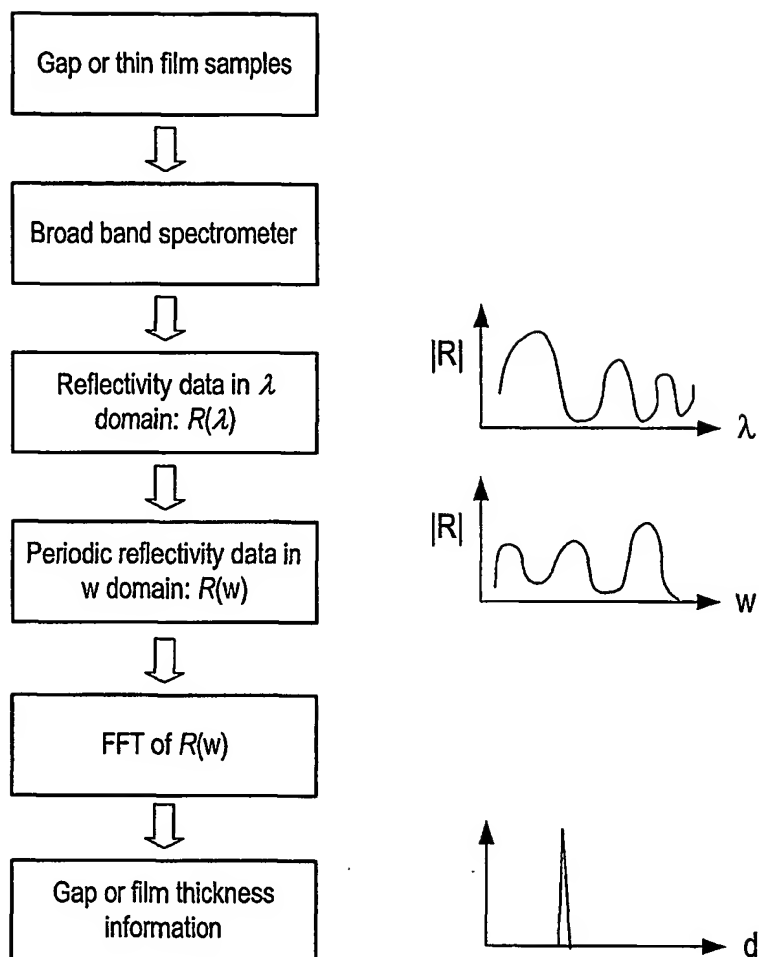 Gap or thin film samples
Broad band spectrometer
Reflectivity data in λ
domain: R(λ)
|R|
λ
Periodic reflectivity data in
w domain: R(w)
|R|
w
FFT of R(w)
Gap or film thickness
information
d